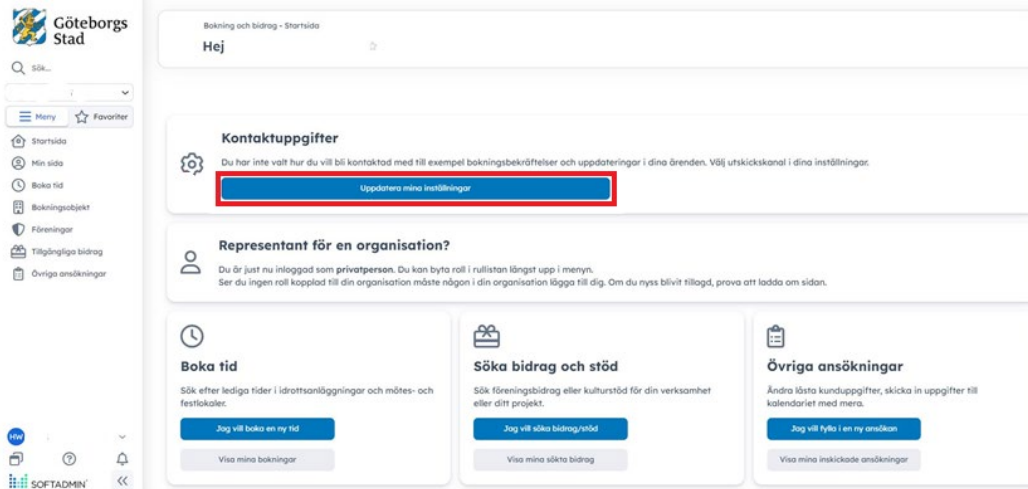 Göteborgs
Stad
Sök...
Meny
Favoriter
Startsida
Min sida
Boka tid
Bokningsobjekt
Föreningar
Tillgängliga bidrag
Övriga ansökningar
HW
SOFTADMIN
Bokning och bidrag - Startsida
Hej
Kontaktuppgifter
Du har inte valt hur du vill bli kontaktad med till exempel bokningsbekräftelser och uppdateringar i dina ärenden. Välj utskickskanal i dina inställningar.
Uppdatera mina inställningar
Representant för en organisation?
Du är just nu inloggad som privatperson. Du kan byta roll i rullistan längst upp i menyn.
Ser du ingen roll kopplad till din organisation måste någon i din organisation lägga till dig. Om du nyss blivit tillagd, prova att ladda om sidan.
Boka tid
Sök efter lediga tider i idrottsanläggningar och mötes- och
festlokaler.
Jag vill boka en ny tid
Visa mina bokningar
Söka bidrag och stöd
Sök föreningsbidrag eller kulturstöd för din verksamhet
eller ditt projekt.
Jag vill söka bidrag/stöd
Visa mina sökta bidrag
Övriga ansökningar
Ändra låsta kunduppgifter, skicka in uppgifter till
kalendariet med mera.
Jag vill fylla i en ny ansökan
Visa mina inskickade ansökningar